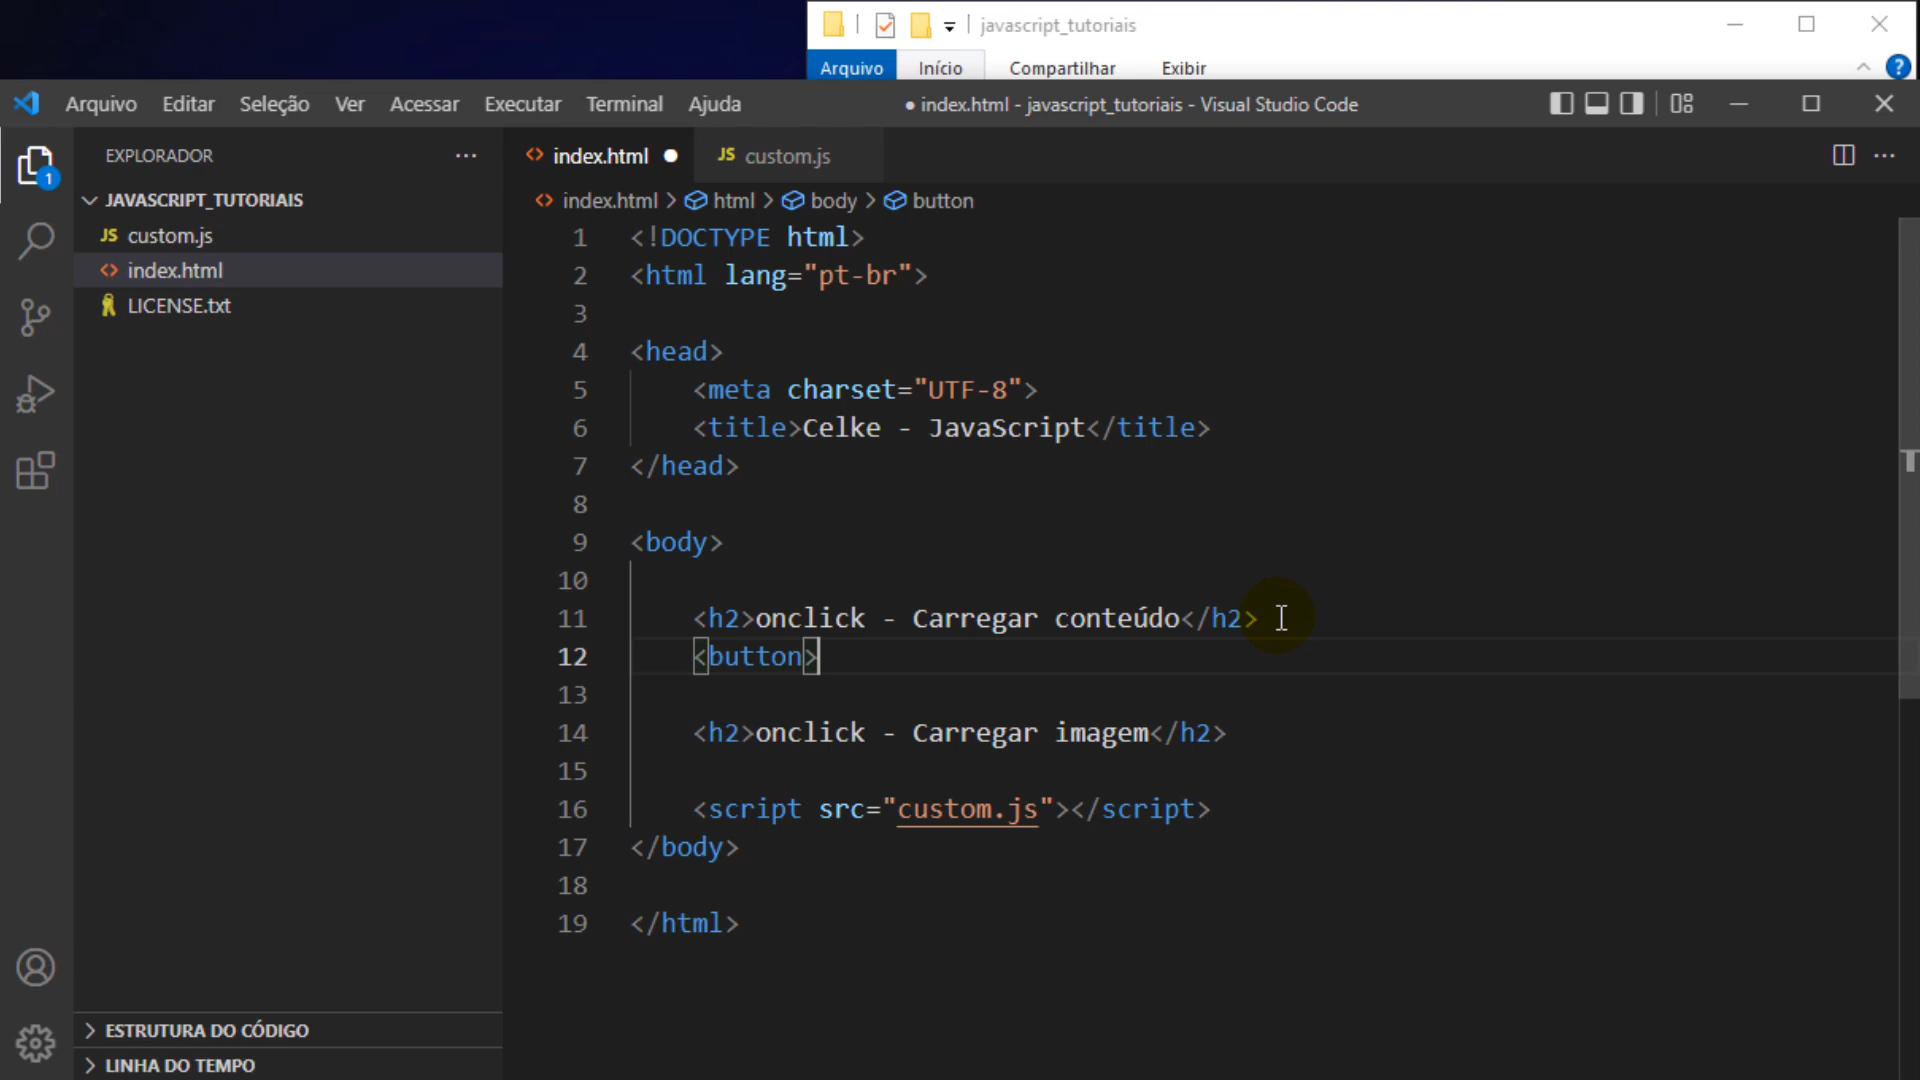 javascript_tutoriais
Arquivo Início Compartilhar Exibir ?
Arquivo Editar Seleção Ver Acessar Executar Terminal Ajuda ● index.html - javascript_tutoriais - Visual Studio Code
EXPLORADOR ···
1
JAVASCRIPT_TUTORIAIS
JS custom.js
<> index.html
LICENSE.txt
ESTRUTURA DO CÓDIGO
LINHA DO TEMPO
<> index.html ● JS custom.js
<> index.html > html > body > button
1 <!DOCTYPE html>
2 <html lang="pt-br">
3
4 <head>
5 <meta charset="UTF-8">
6 <title>Celke - JavaScript</title>
7 </head>
8
9 <body>
10
11 <h2>onclick - Carregar conteúdo</h2>
12 <button>
13
14 <h2>onclick - Carregar imagem</h2>
15
16 <script src="custom.js"></script>
17 </body>
18
19 </html>